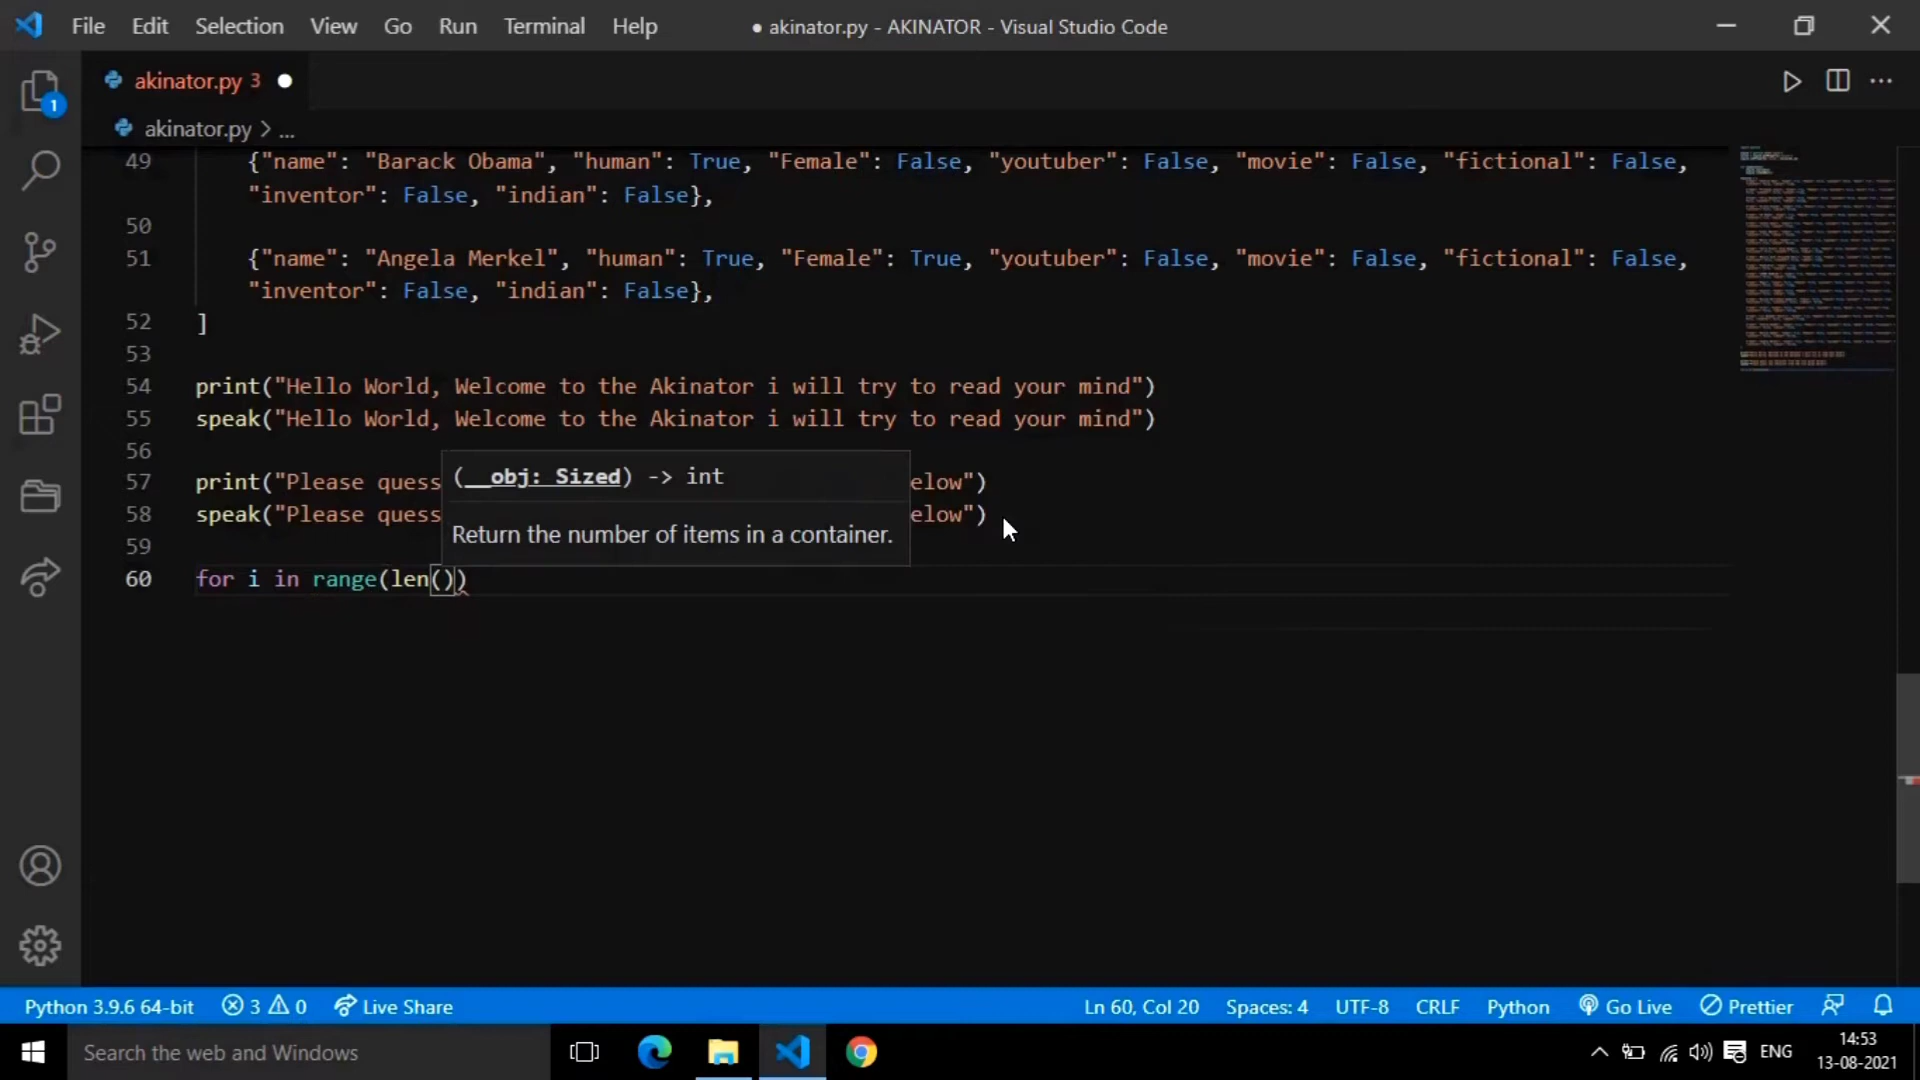 File Edit Selection View Go Run Terminal Help ● akinator.py - AKINATOR - Visual Studio Code
akinator.py 3 ●
akinator.py > ...
1
49 {"name": "Barack Obama", "human": True, "Female": False, "youtuber": False, "movie": False, "fictional": False,
"inventor": False, "indian": False},
50
51 {"name": "Angela Merkel", "human": True, "Female": True, "youtuber": False, "movie": False, "fictional": False,
"inventor": False, "indian": False},
52 ]
53
54 print("Hello World, Welcome to the Akinator i will try to read your mind")
55 speak("Hello World, Welcome to the Akinator i will try to read your mind")
56
(__obj: Sized) -> int
57 print("Please quess elow")
58 speak("Please quess elow")
Return the number of items in a container.
59
60 for i in range(len())
Python 3.9.6 64-bit 3 0 Live Share Ln 60, Col 20 Spaces: 4 UTF-8 CRLF Python Go Live Prettier
Search the web and Windows ENG 14:53
13-08-2021